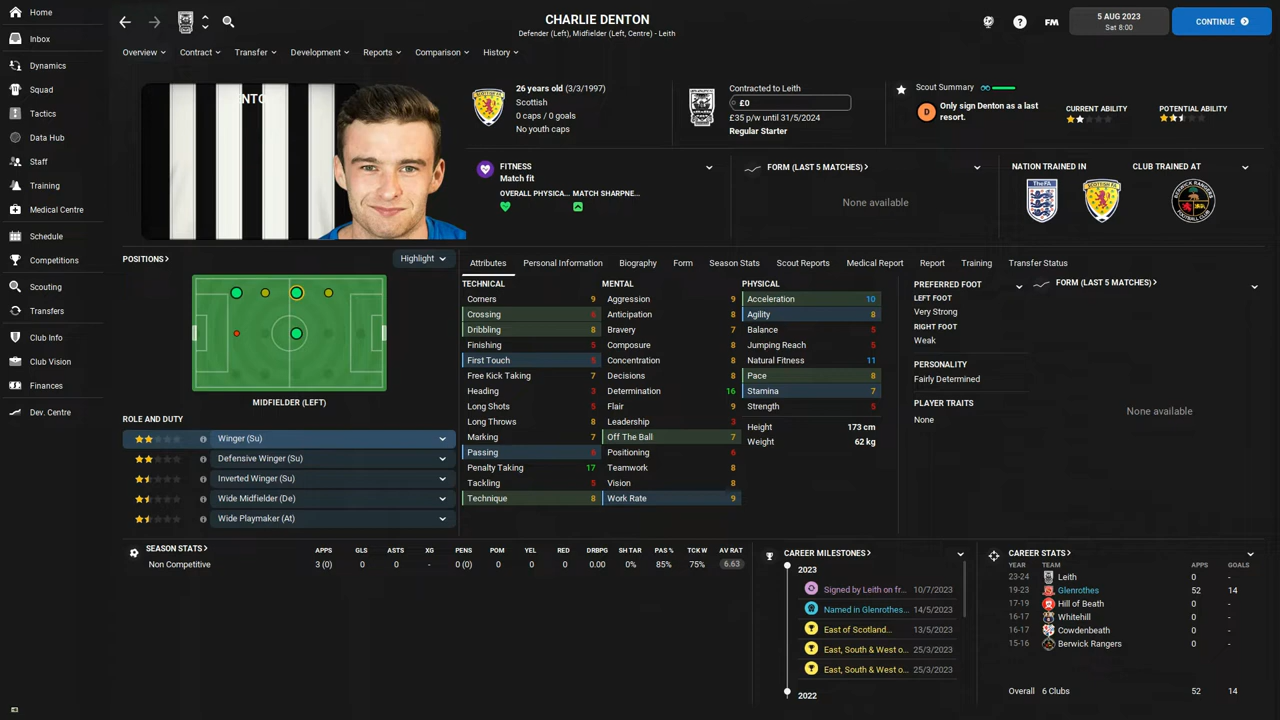 Home
Inbox
Dynamics
Squad
Tactics
Data Hub
Staff
Training
Medical Centre
Schedule
Competitions
Scouting
Transfers
Club Info
Club Vision
Finances
Dev. Centre
CHARLIE DENTON
Defender (Left), Midfielder (Left, Centre) - Leith
FM
5 AUG 2023
Sat 8:00
CONTINUE
Overview Contract Transfer Development Reports Comparison History
26 years old (3/3/1997)
Scottish
0 caps / 0 goals
No youth caps
Contracted to Leith
£0
£35 p/w until 31/5/2024
Regular Starter
Scout Summary
D
Only sign Denton as a last
resort.
CURRENT ABILITY
POTENTIAL ABILITY
FITNESS
Match fit
OVERALL PHYSICA... MATCH SHARPNE...
FORM (LAST 5 MATCHES)
None available
NATION TRAINED IN
CLUB TRAINED AT
POSITIONS
Highlight
MIDFIELDER (LEFT)
ROLE AND DUTY
Winger (Su)
Defensive Winger (Su)
Inverted Winger (Su)
Wide Midfielder (De)
Wide Playmaker (At)
Attributes Personal Information Biography Form Season Stats Scout Reports Medical Report Report Training Transfer Status
TECHNICAL
Corners 9
Crossing 6
Dribbling 8
Finishing 5
First Touch 5
Free Kick Taking 7
Heading 3
Long Shots 5
Long Throws 8
Marking 7
Passing 6
Penalty Taking 17
Tackling 5
Technique 8
MENTAL
Aggression 9
Anticipation 8
Bravery 7
Composure 8
Concentration 8
Decisions 8
Determination 16
Flair 9
Leadership 3
Off The Ball 7
Positioning 6
Teamwork 8
Vision 8
Work Rate 9
PHYSICAL
Acceleration 10
Agility 8
Balance 5
Jumping Reach 5
Natural Fitness 11
Pace 8
Stamina 7
Strength 5
Height 173 cm
Weight 62 kg
PREFERRED FOOT
LEFT FOOT
Very Strong
RIGHT FOOT
Weak
PERSONALITY
Fairly Determined
PLAYER TRAITS
None
FORM (LAST 5 MATCHES)
None available
SEASON STATS APPS GLS ASTS XG PENS POM YEL RED DRBPG SH TAR PAS % TCK W AV RAT
Non Competitive 3 (0) 0 0 - 0 (0) 0 0 0 0.00 0% 85% 75% 6.63
CAREER MILESTONES
2023
Signed by Leith on fr... 10/7/2023
Named in Glenrothes... 14/5/2023
East of Scotland... 13/5/2023
East, South & West o... 25/3/2023
East, South & West o... 25/3/2023
2022
CAREER STATS
YEAR TEAM APPS GOALS
23-24 Leith 0 -
19-23 Glenrothes 52 14
17-19 Hill of Beath 0 -
16-17 Whitehill 0 -
16-17 Cowdenbeath 0 -
15-16 Berwick Rangers 0 -
Overall 6 Clubs 52 14